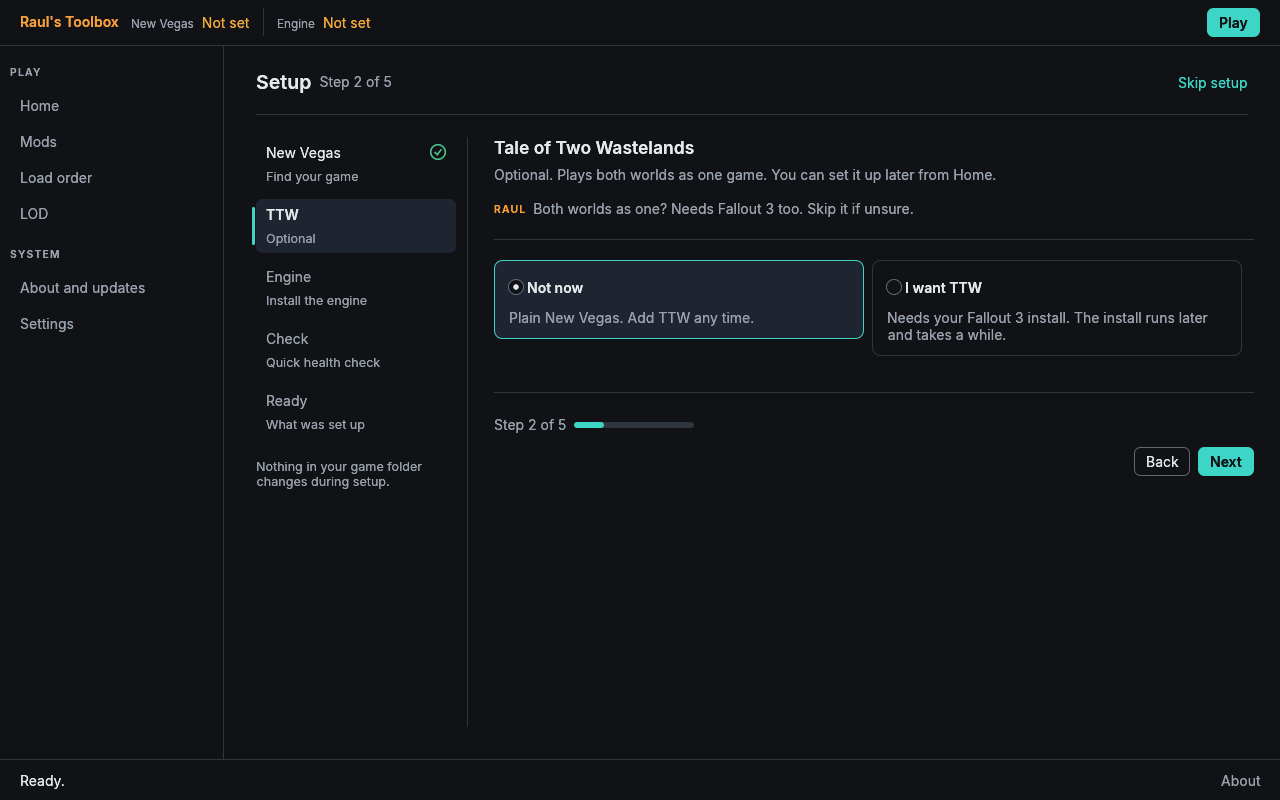 Raul's Toolbox New Vegas Not set Engine Not set Play
PLAY
Home
Mods
Load order
LOD
SYSTEM
About and updates
Settings
Setup Step 2 of 5 Skip setup
New Vegas
Find your game
TTW
Optional
Engine
Install the engine
Check
Quick health check
Ready
What was set up
Nothing in your game folder
changes during setup.
Tale of Two Wastelands
Optional. Plays both worlds as one game. You can set it up later from Home.
RAUL Both worlds as one? Needs Fallout 3 too. Skip it if unsure.
Not now
Plain New Vegas. Add TTW any time.
I want TTW
Needs your Fallout 3 install. The install runs later
and takes a while.
Step 2 of 5
Back Next
Ready. About